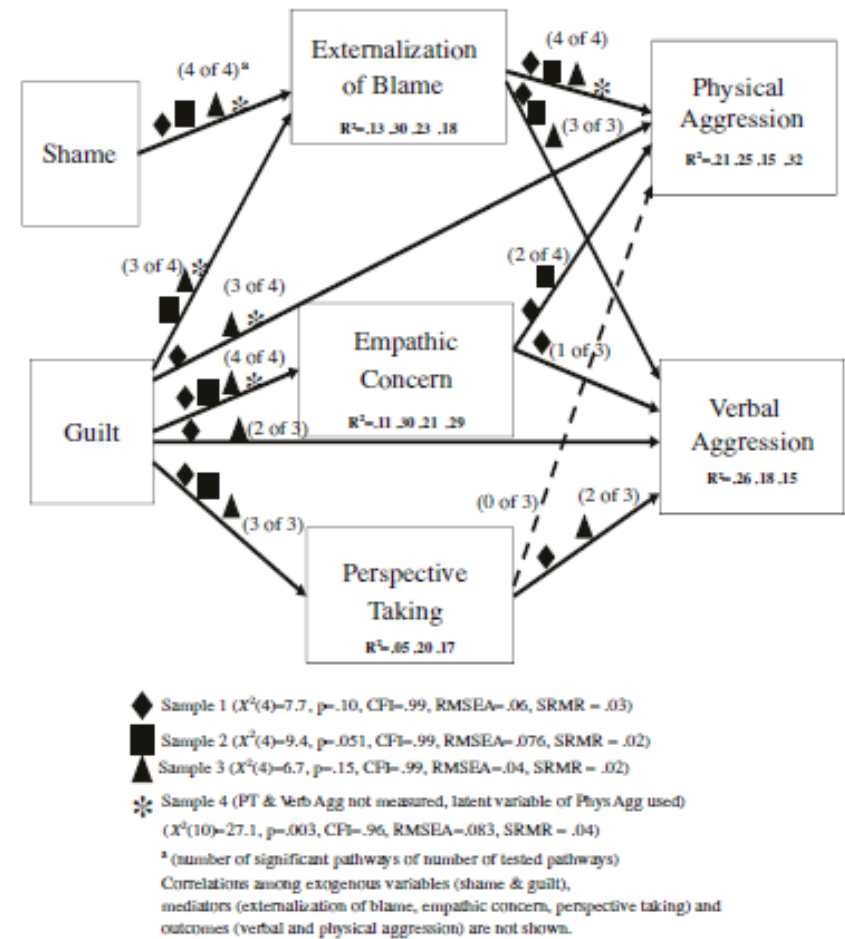 (4 of 4)ª
Externalization
of Blame
R²=.13 .30 .23 .18
(4 of 4)
Physical
Aggression
R²=.21 .25 .15 .32
Shame
(3 of 3)
(3 of 4)
(3 of 4)
(2 of 4)
(4 of 4)
Empathic
Concern
R²=.11 .30 .21 .29
(1 of 3)
Guilt
(2 of 3)
Verbal
Aggression
R²=.26 .18 .15
(3 of 3)
(0 of 3)
(2 of 3)
Perspective
Taking
R²=.05 .20 .17
Sample 1 (X²(4)=7.7, p=.10, CFI=.99, RMSEA=.06, SRMR = .03)
Sample 2 (X²(4)=9.4, p=.051, CFI=.99, RMSEA=.076, SRMR = .02)
Sample 3 (X²(4)=6.7, p=.15, CFI=.99, RMSEA=.04, SRMR = .02)
Sample 4 (PT & Verb Agg not measured, latent variable of Phys Agg used)
(X²(10)=27.1, p=.003, CFI=.96, RMSEA=.083, SRMR = .04)
ª (number of significant pathways of number of tested pathways)
Correlations among exogenous variables (shame & guilt),
mediators (externalization of blame, empathic concern, perspective taking) and
outcomes (verbal and physical aggression) are not shown.